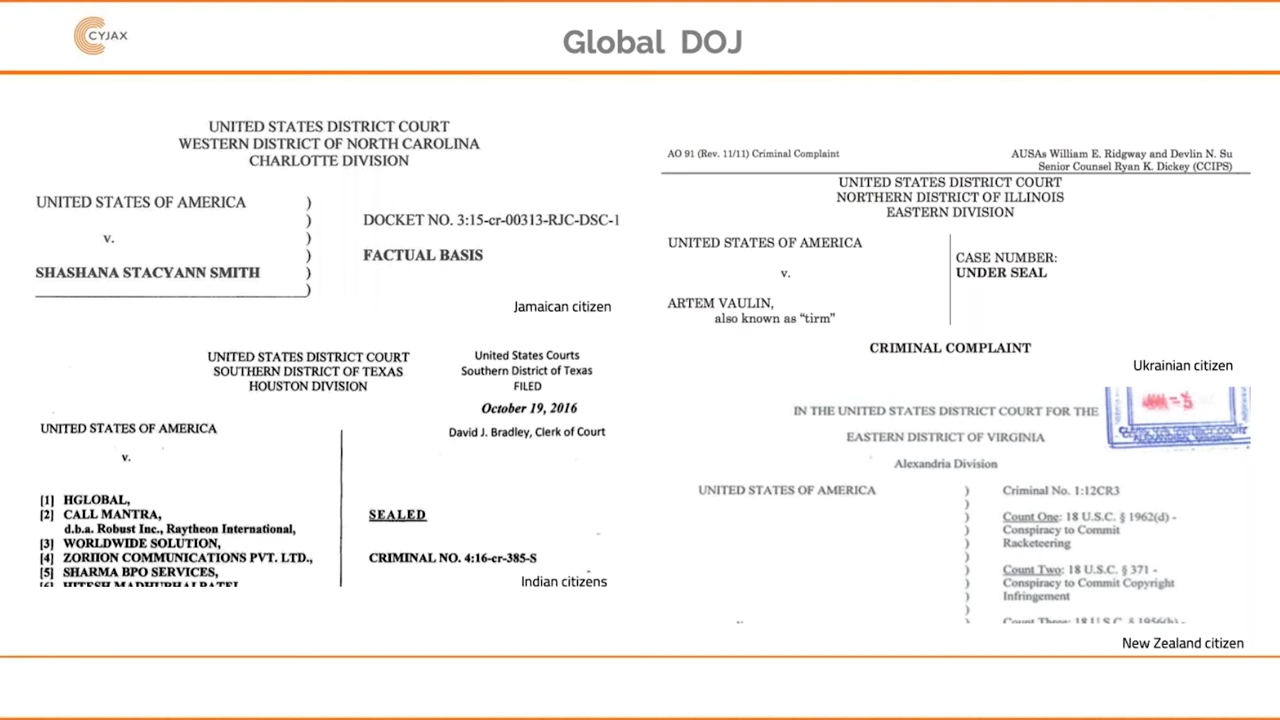 CYJAX
Global DOJ
UNITED STATES DISTRICT COURT
WESTERN DISTRICT OF NORTH CAROLINA
CHARLOTTE DIVISION
UNITED STATES OF AMERICA )
)
v. )
)
SHASHANA STACYANN SMITH )
)
DOCKET NO. 3:15-cr-00313-RJC-DSC-1
FACTUAL BASIS
Jamaican citizen
UNITED STATES DISTRICT COURT
SOUTHERN DISTRICT OF TEXAS
HOUSTON DIVISION
United States Courts
Southern District of Texas
FILED
October 19, 2016
David J. Bradley, Clerk of Court
UNITED STATES OF AMERICA
v.
[1] HGLOBAL,
[2] CALL MANTRA,
d.b.a. Robust Inc., Raytheon International,
[3] WORLDWIDE SOLUTION,
[4] ZORIION COMMUNICATIONS PVT. LTD.,
[5] SHARMA BPO SERVICES,
SEALED
CRIMINAL NO. 4:16-cr-385-S
Indian citizens
AO 91 (Rev. 11/11) Criminal Complaint
AUSAs William E. Ridgway and Devlin N. Su
Senior Counsel Ryan K. Dickey (CCIPS)
UNITED STATES DISTRICT COURT
NORTHERN DISTRICT OF ILLINOIS
EASTERN DIVISION
UNITED STATES OF AMERICA
v.
ARTEM VAULIN,
also known as “tirm”
CASE NUMBER:
UNDER SEAL
CRIMINAL COMPLAINT
Ukrainian citizen
IN THE UNITED STATES DISTRICT COURT FOR THE
EASTERN DISTRICT OF VIRGINIA
Alexandria Division
UNITED STATES OF AMERICA
)
)
)
)
)
)
)
)
)
)
)
Criminal No. 1:12CR3
Count One: 18 U.S.C. § 1962(d) -
Conspiracy to Commit
Racketeering
Count Two: 18 U.S.C. § 371 -
Conspiracy to Commit Copyright
Infringement
New Zealand citizen